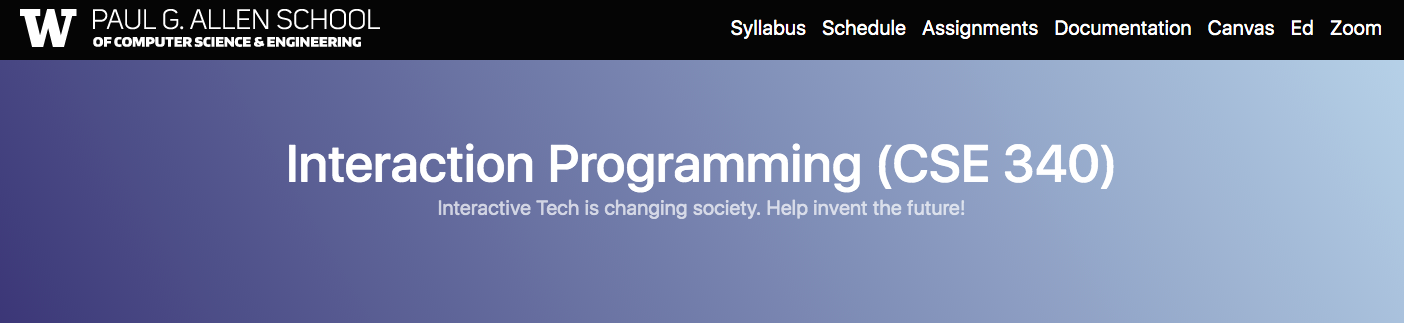 W PAUL G. ALLEN SCHOOL
OF COMPUTER SCIENCE & ENGINEERING
Syllabus Schedule Assignments Documentation Canvas Ed Zoom
Interaction Programming (CSE 340)
Interactive Tech is changing society. Help invent the future!